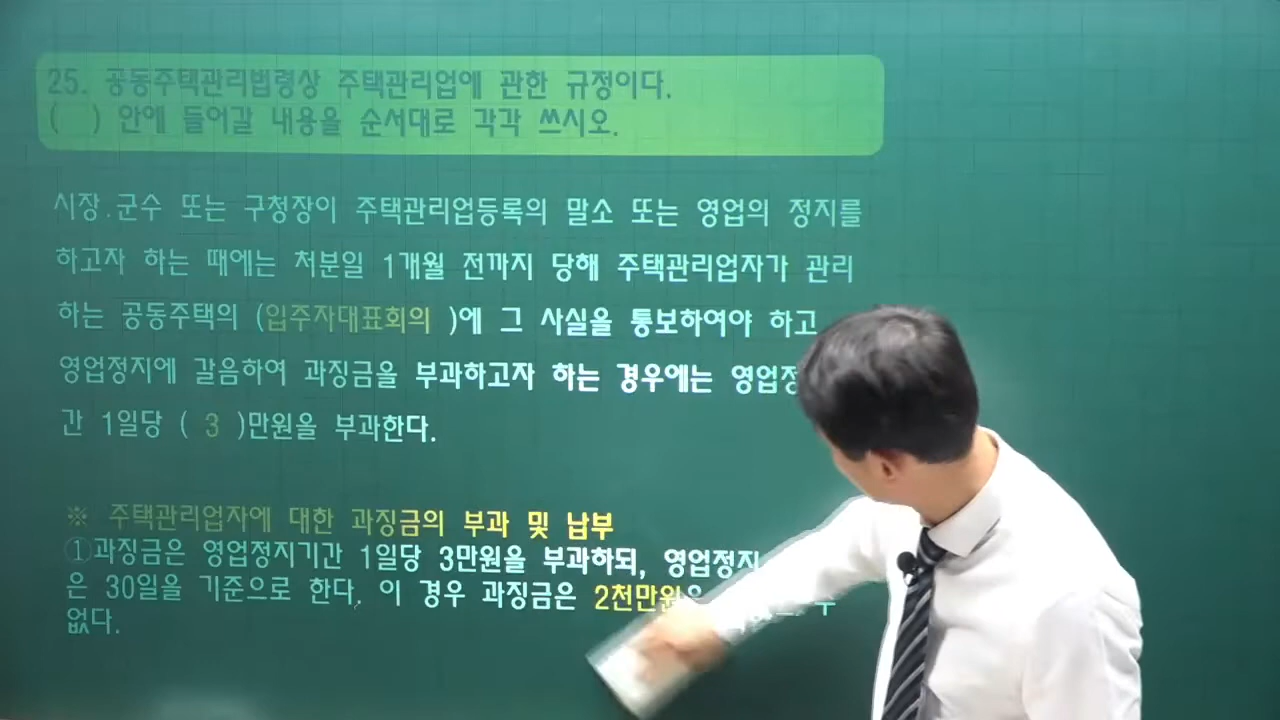 25. 공동주택관리법령상 주택관리업에 관한 규정이다.
( ) 안에 들어갈 내용을 순서대로 각각 쓰시오.
시장.군수 또는 구청장이 주택관리업등록의 말소 또는 영업의 정지를
하고자 하는 때에는 처분일 1개월 전까지 당해 주택관리업자가 관리
하는 공동주택의 (입주자대표회의 )에 그 사실을 통보하여야 하고
영업정지에 갈음하여 과징금을 부과하고자 하는 경우에는
간 1일당 ( 3 )만원을 부과한다.
※ 주택관리업자에 대한 과징금의 부과 및 납부
①과징금은 영업정지기간 1일당 3만원을 부과하되, 영업정지
은 30일을 기준으로 한다. 이 경우 과징금은 2천만원
없다.